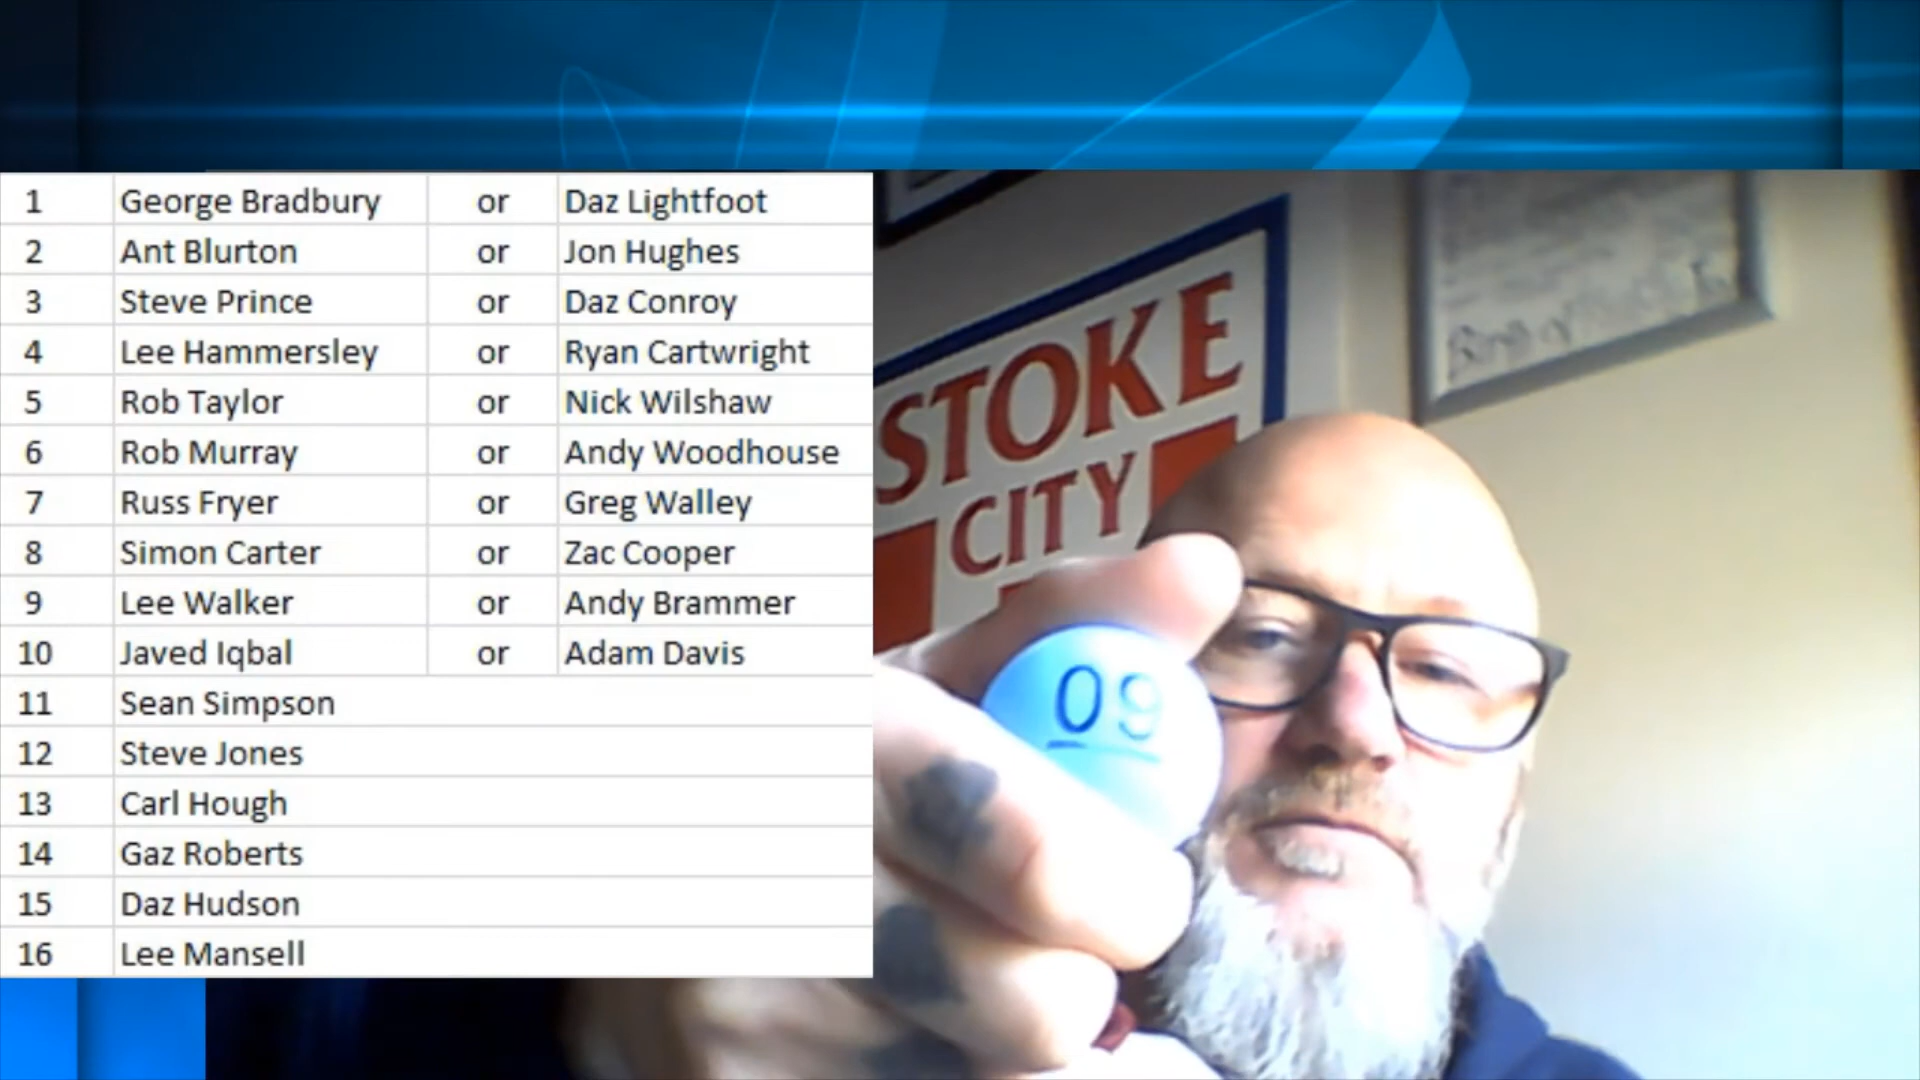 1 George Bradbury or Daz Lightfoot
2 Ant Blurton or Jon Hughes
3 Steve Prince or Daz Conroy
4 Lee Hammersley or Ryan Cartwright
5 Rob Taylor or Nick Wilshaw
6 Rob Murray or Andy Woodhouse
7 Russ Fryer or Greg Walley
8 Simon Carter or Zac Cooper
9 Lee Walker or Andy Brammer
10 Javed Iqbal or Adam Davis
11 Sean Simpson
12 Steve Jones
13 Carl Hough
14 Gaz Roberts
15 Daz Hudson
16 Lee Mansell
STOKE
CITY
09